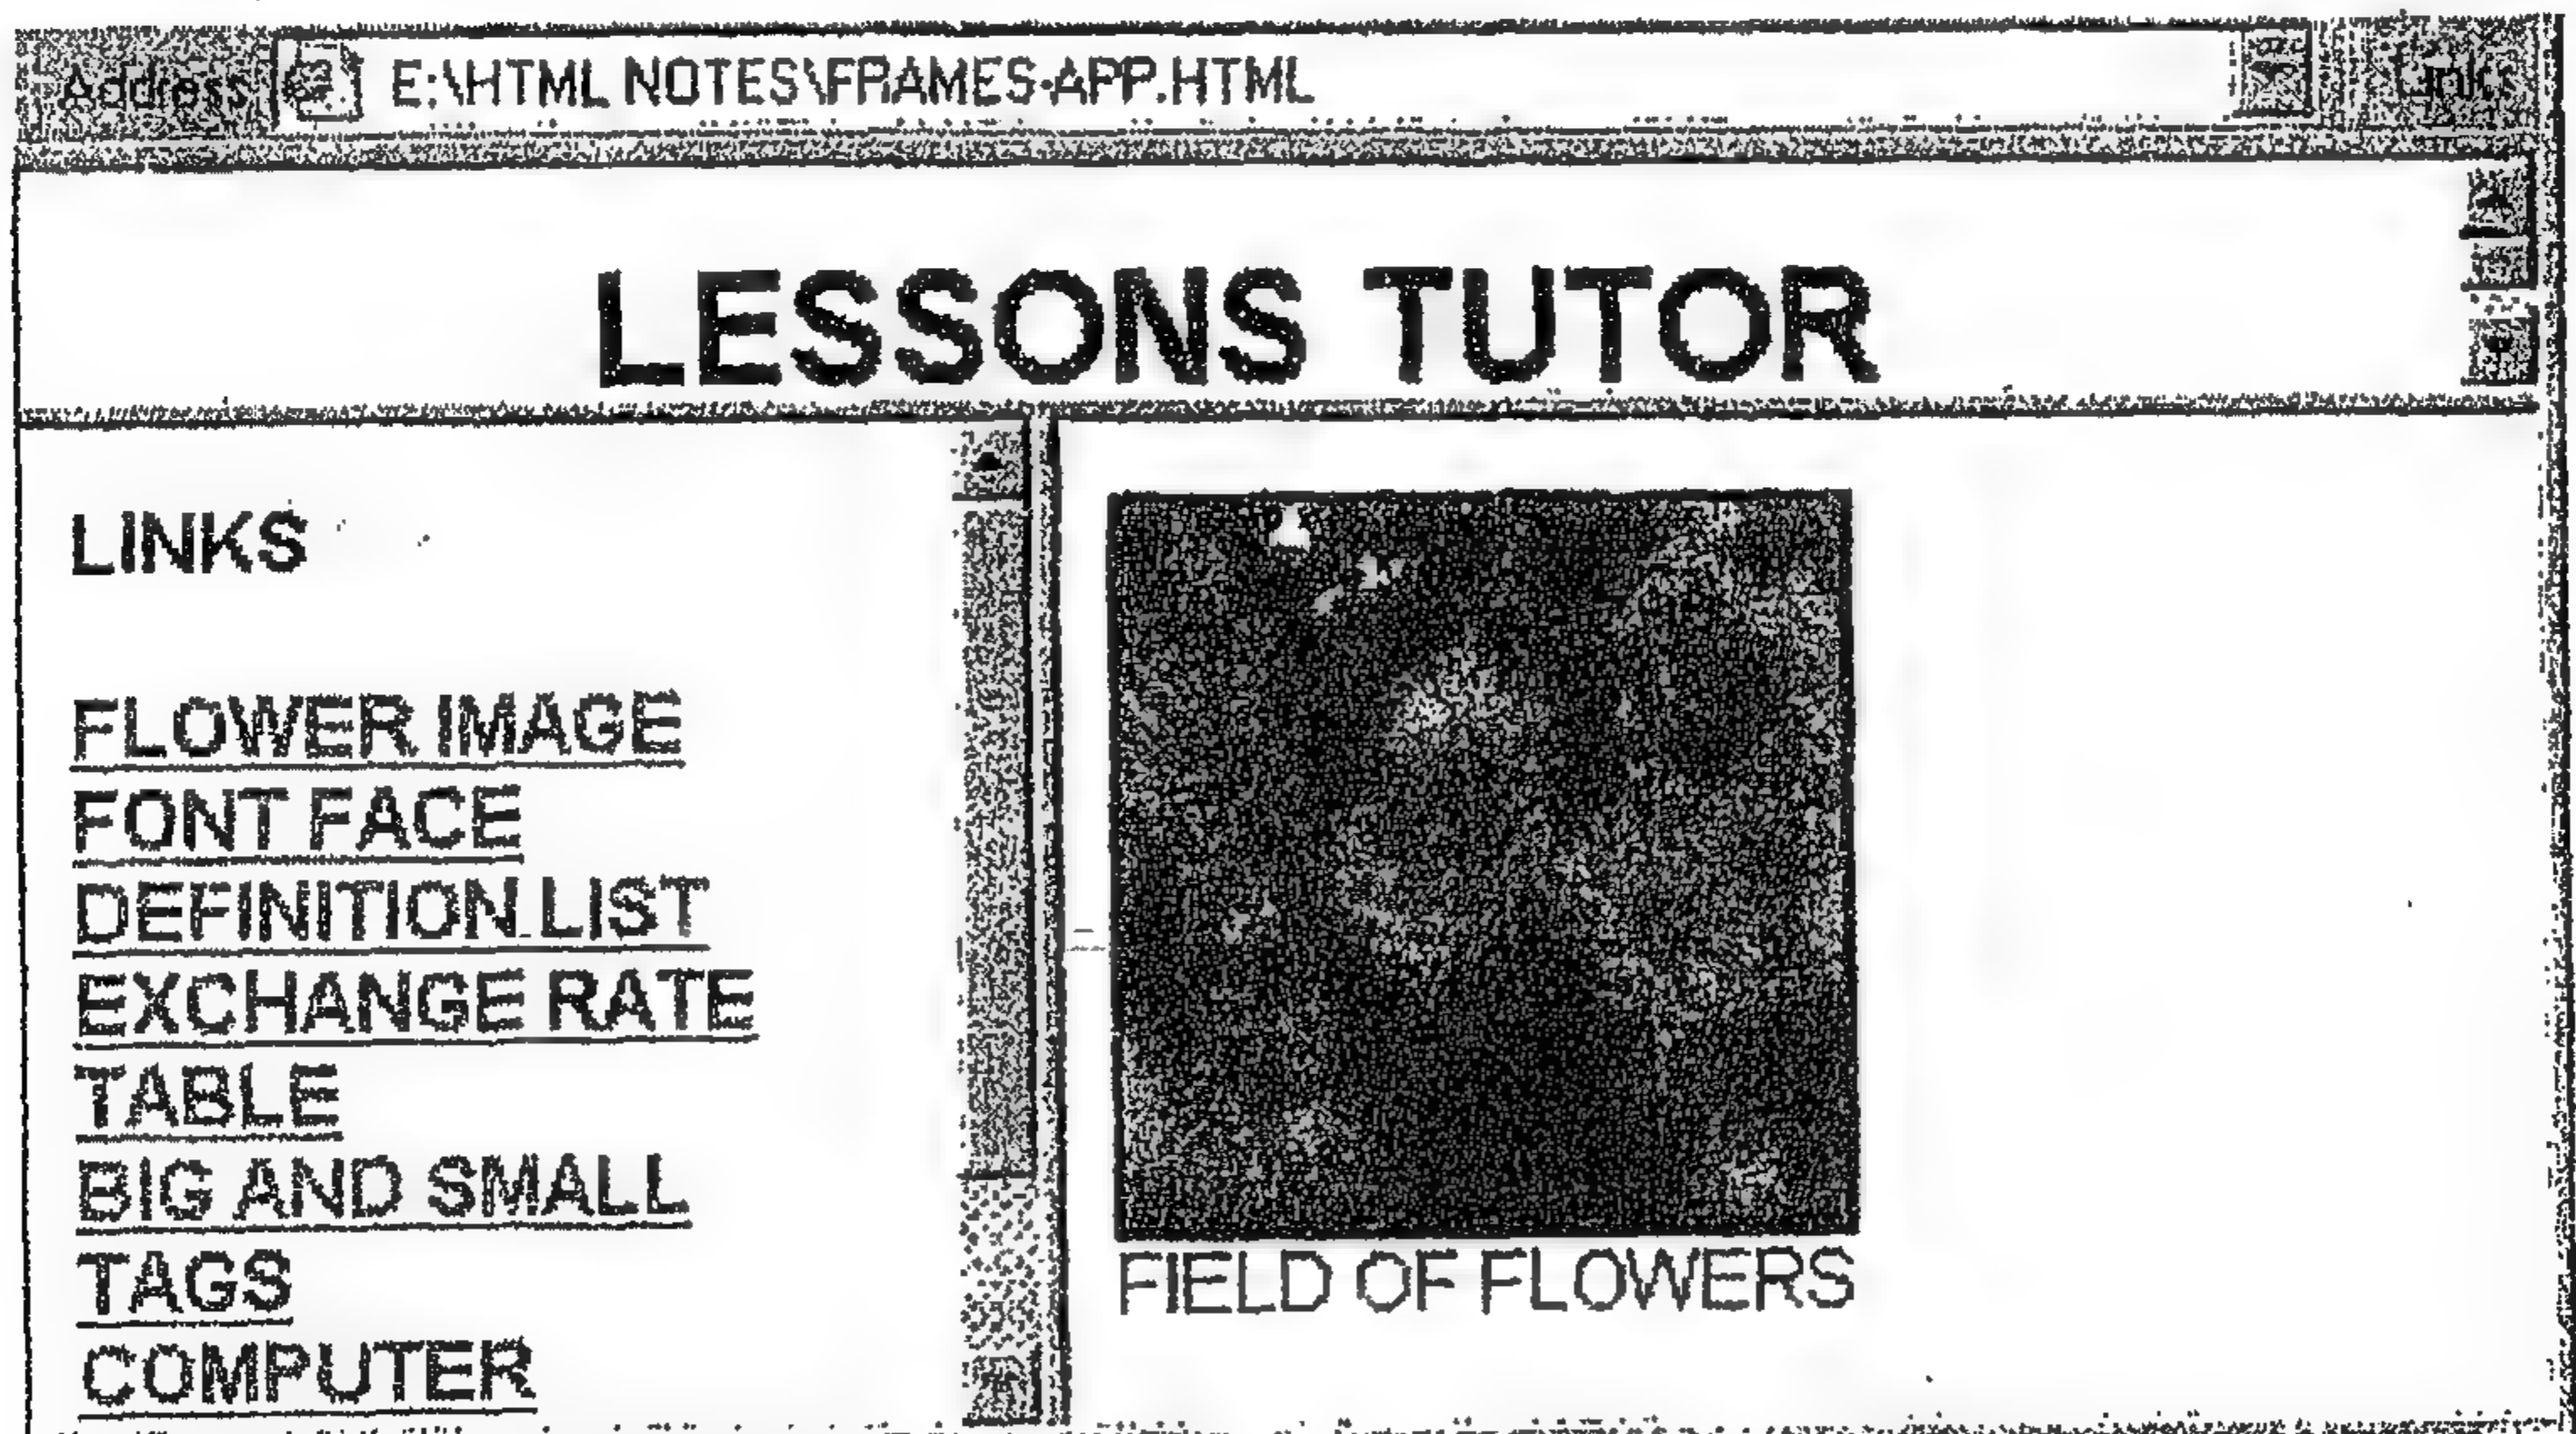 Address E:\HTML NOTES\FRAMES-APP.HTML Links
LESSONS TUTOR
LINKS
FLOWER IMAGE
FONT FACE
DEFINITION LIST
EXCHANGE RATE
TABLE
BIG AND SMALL
TAGS
COMPUTER
FIELD OF FLOWERS